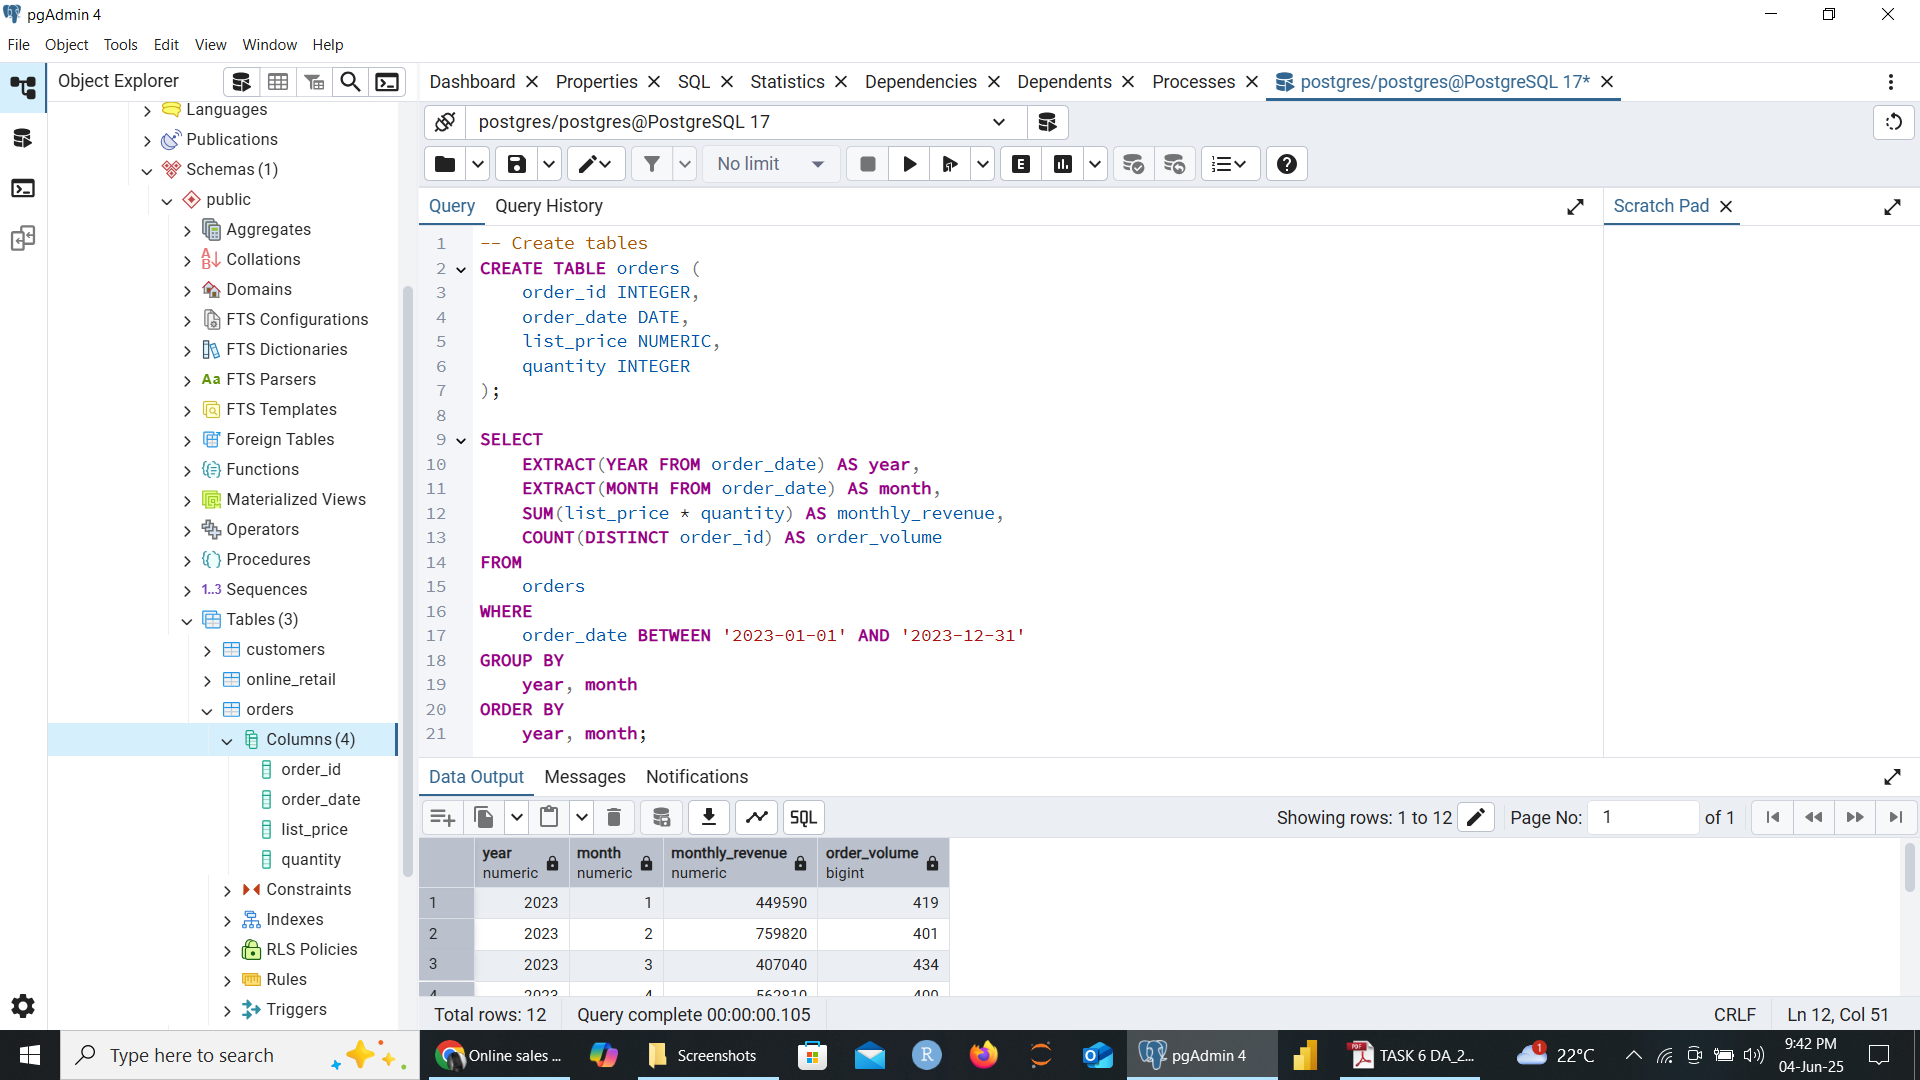 pgAdmin 4
File Object Tools Edit View Window Help
Object Explorer
Dashboard Properties SQL Statistics Dependencies Dependents Processes postgres/postgres@PostgreSQL 17*
Languages
Publications
Schemas (1)
public
Aggregates
Collations
Domains
FTS Configurations
FTS Dictionaries
Aa FTS Parsers
FTS Templates
Foreign Tables
Functions
Materialized Views
Operators
Procedures
1..3 Sequences
Tables (3)
customers
online_retail
orders
Columns (4)
order_id
order_date
list_price
quantity
Constraints
Indexes
RLS Policies
Rules
Triggers
postgres/postgres@PostgreSQL 17
No limit
E
Query Query History
Scratch Pad
1 -- Create tables
2 CREATE TABLE orders (
3 order_id INTEGER,
4 order_date DATE,
5 list_price NUMERIC,
6 quantity INTEGER
7 );
8
9 SELECT
10 EXTRACT(YEAR FROM order_date) AS year,
11 EXTRACT(MONTH FROM order_date) AS month,
12 SUM(list_price * quantity) AS monthly_revenue,
13 COUNT(DISTINCT order_id) AS order_volume
14 FROM
15 orders
16 WHERE
17 order_date BETWEEN '2023-01-01' AND '2023-12-31'
18 GROUP BY
19 year, month
20 ORDER BY
21 year, month;
Data Output Messages Notifications
SQL
Showing rows: 1 to 12 Page No: 1 of 1
year month monthly_revenue order_volume
numeric numeric numeric bigint
1 2023 1 449590 419
2 2023 2 759820 401
3 2023 3 407040 434
4 2023 4 562810 400
Total rows: 12 Query complete 00:00:00.105 CRLF Ln 12, Col 51
Type here to search
Online sales ...
Screenshots
R
pgAdmin 4
TASK 6 DA_2...
1 22°C
9:42 PM
04-Jun-25